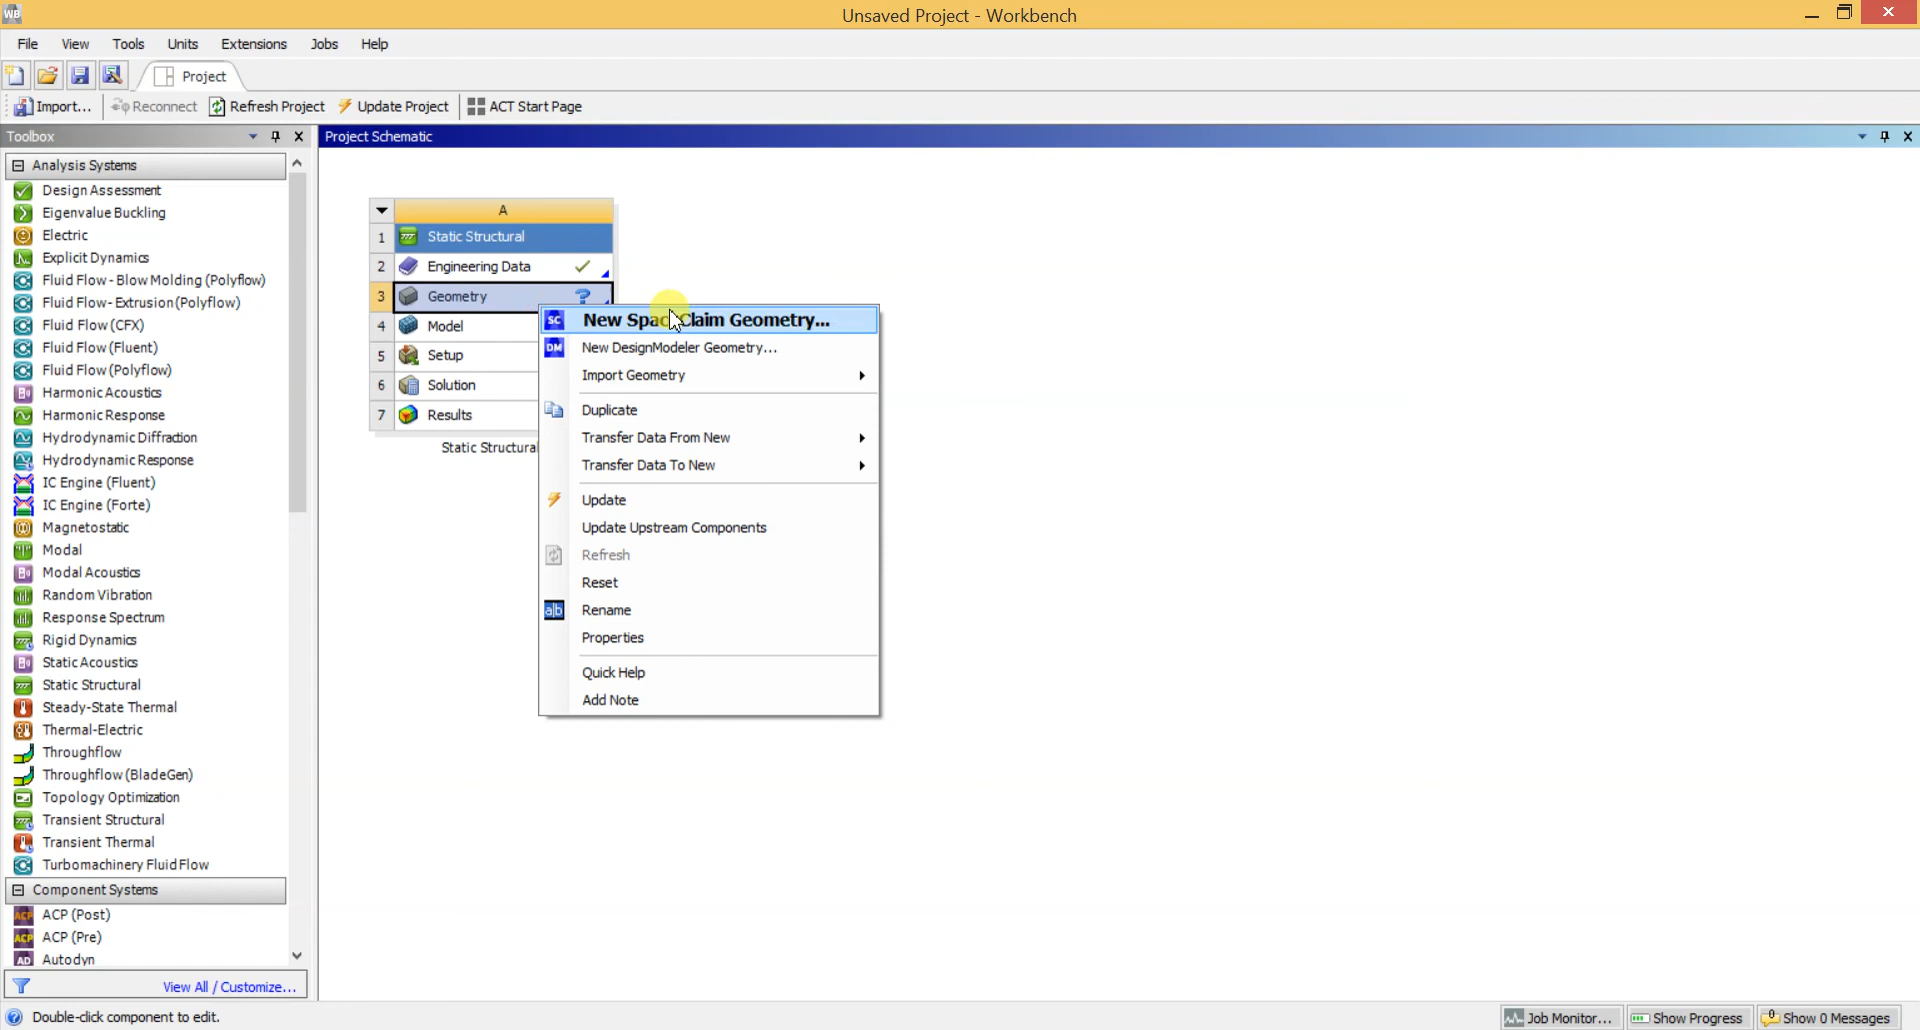 WB
Unsaved Project - Workbench
File View Tools Units Extensions Jobs Help
Project
Import... Reconnect Refresh Project Update Project ACT Start Page
Toolbox
Project Schematic
Analysis Systems
Design Assessment
Eigenvalue Buckling
Electric
Explicit Dynamics
Fluid Flow - Blow Molding (Polyflow)
Fluid Flow- Extrusion (Polyflow)
Fluid Flow (CFX)
Fluid Flow (Fluent)
Fluid Flow (Polyflow)
Harmonic Acoustics
Harmonic Response
Hydrodynamic Diffraction
Hydrodynamic Response
IC Engine (Fluent)
IC Engine (Forte)
Magnetostatic
Modal
Modal Acoustics
Random Vibration
Response Spectrum
Rigid Dynamics
Static Acoustics
Static Structural
Steady-State Thermal
Thermal-Electric
Throughflow
Throughflow (BladeGen)
Topology Optimization
Transient Structural
Transient Thermal
Turbomachinery Fluid Flow
Component Systems
ACP ACP (Post)
ACP ACP (Pre)
AD Autodyn
View All / Customize...
A
1 Static Structural
2 Engineering Data
3 Geometry ?
4 Model
5 Setup
6 Solution
7 Results
Static Structural
SC New SpaceClaim Geometry...
DM New DesignModeler Geometry...
Import Geometry
Duplicate
Transfer Data From New
Transfer Data To New
Update
Update Upstream Components
Refresh
Reset
a|b Rename
Properties
Quick Help
Add Note
Double-click component to edit.
Job Monitor... Show Progress Show 0 Messages